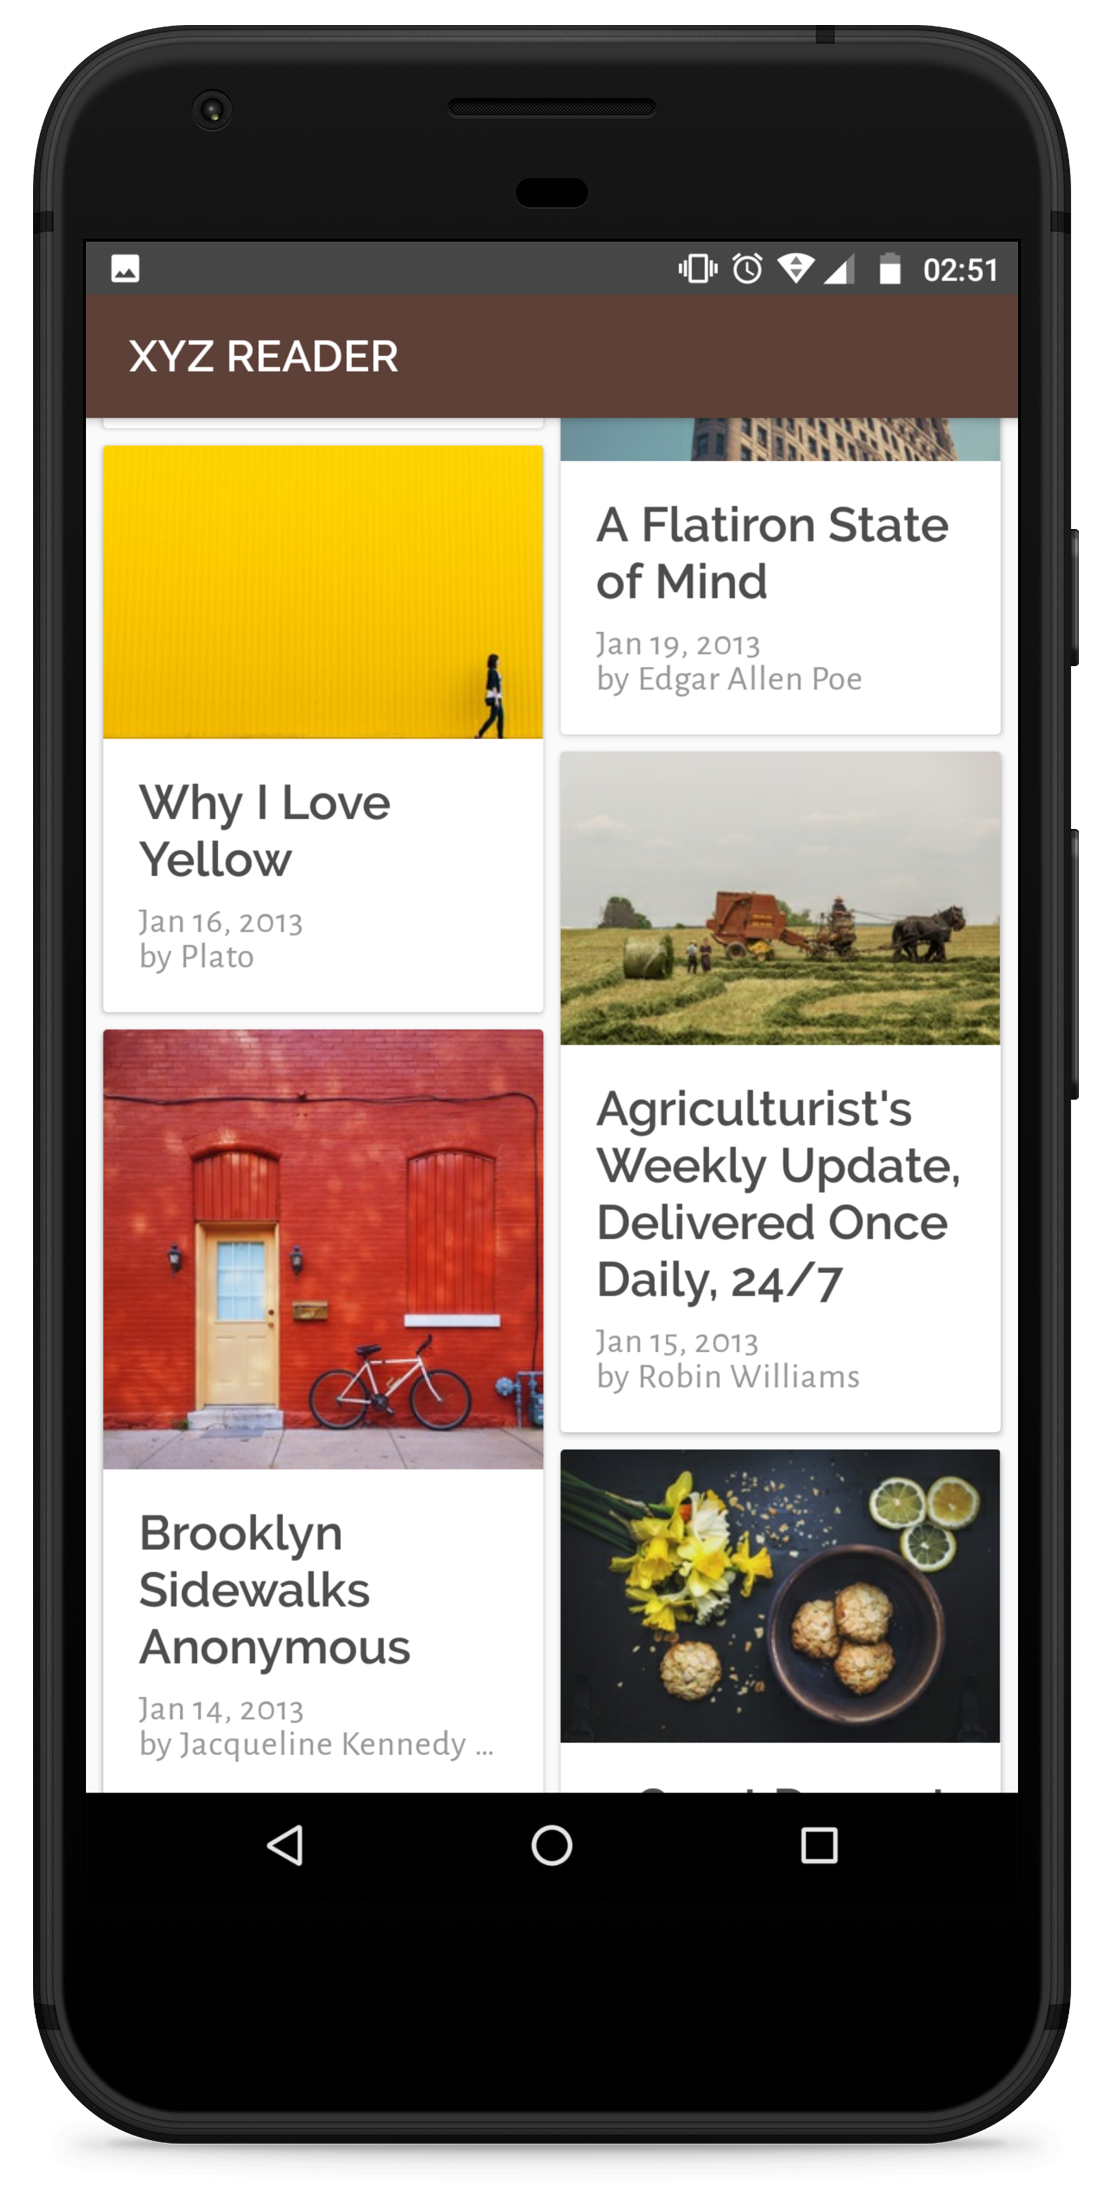 02:51
XYZ READER
A Flatiron State
of Mind
Jan 19, 2013
by Edgar Allen Poe
Why I Love
Yellow
Jan 16, 2013
by Plato
Agriculturist's
Weekly Update,
Delivered Once
Daily, 24/7
Jan 15, 2013
by Robin Williams
Brooklyn
Sidewalks
Anonymous
Jan 14, 2013
by Jacqueline Kennedy ...